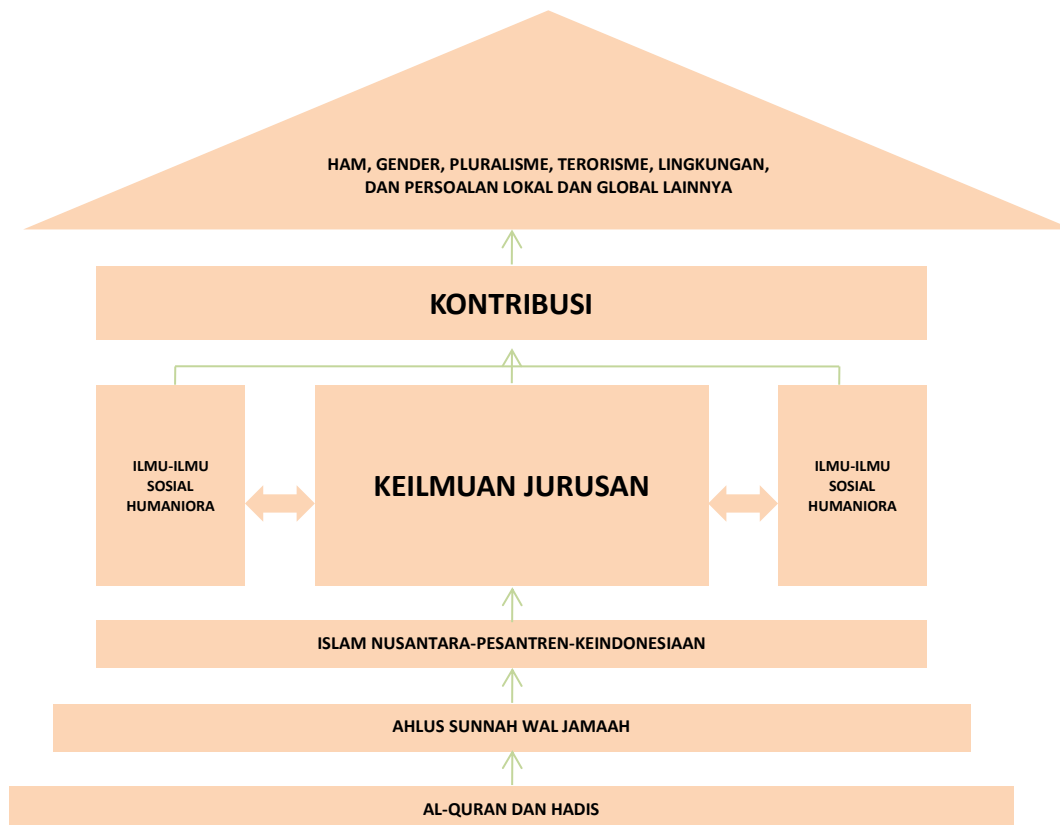 HAM, GENDER, PLURALISME, TERORISME, LINGKUNGAN,
DAN PERSOALAN LOKAL DAN GLOBAL LAINNYA
KONTRIBUSI
ILMU-ILMU
SOSIAL
HUMANIORA
KEILMUAN JURUSAN
ILMU-ILMU
SOSIAL
HUMANIORA
ISLAM NUSANTARA-PESANTREN-KEINDONESIAAN
AHLUS SUNNAH WAL JAMAAH
AL-QURAN DAN HADIS